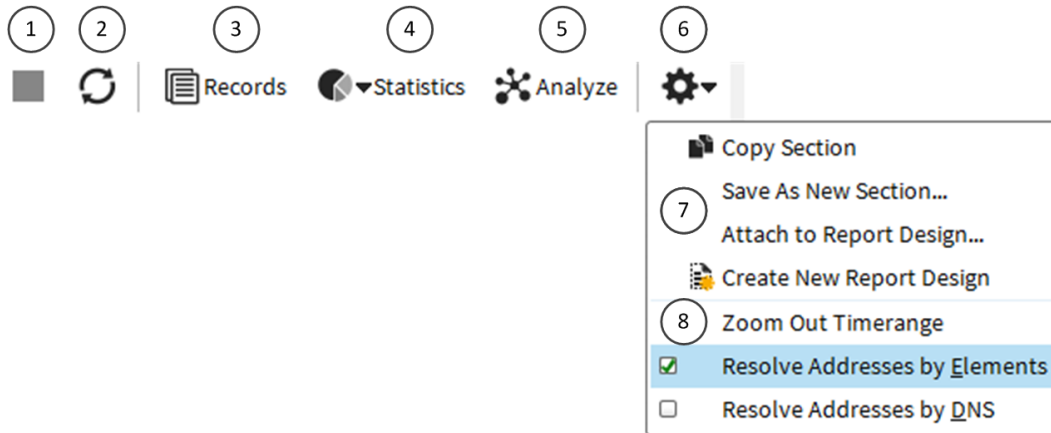 1 2 3 4 5 6
Records Statistics Analyze
Copy Section
Save As New Section...
7
Attach to Report Design...
Create New Report Design
8 Zoom Out Timerange
Resolve Addresses by Elements
Resolve Addresses by DNS